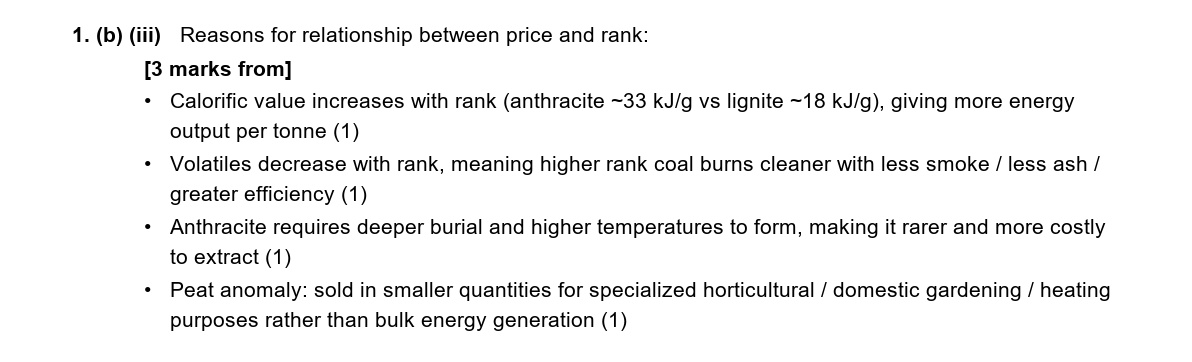 1. (b) (iii) Reasons for relationship between price and rank:
[3 marks from]
• Calorific value increases with rank (anthracite ~33 kJ/g vs lignite ~18 kJ/g), giving more energy
output per tonne (1)
• Volatiles decrease with rank, meaning higher rank coal burns cleaner with less smoke / less ash /
greater efficiency (1)
• Anthracite requires deeper burial and higher temperatures to form, making it rarer and more costly
to extract (1)
• Peat anomaly: sold in smaller quantities for specialized horticultural / domestic gardening / heating
purposes rather than bulk energy generation (1)